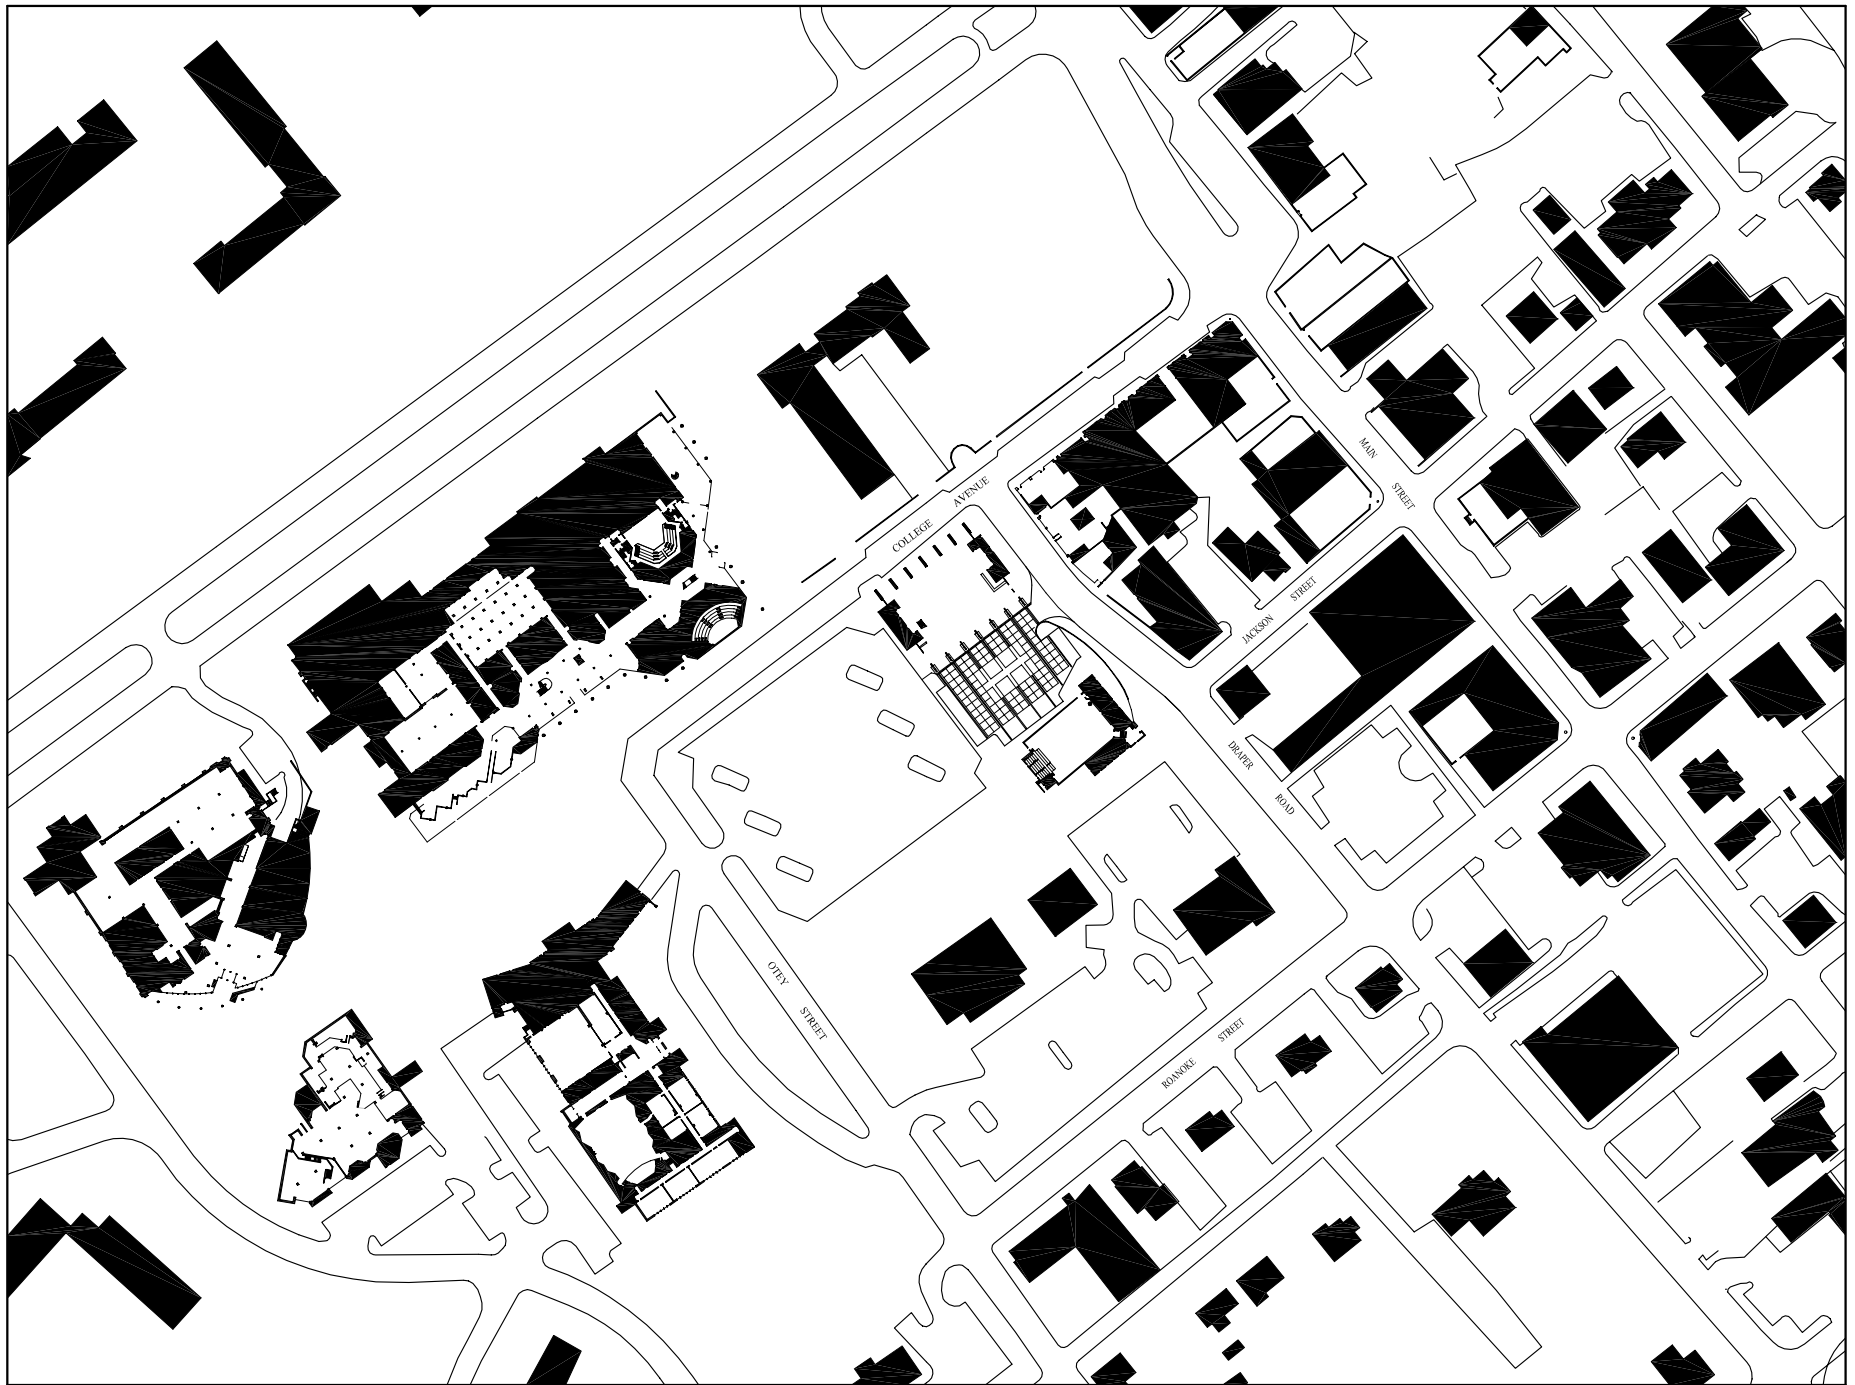 COLLEGE AVENUE
MAIN STREET
JACKSON STREET
DRAPER ROAD
OTEY STREET
ROANOKE STREET